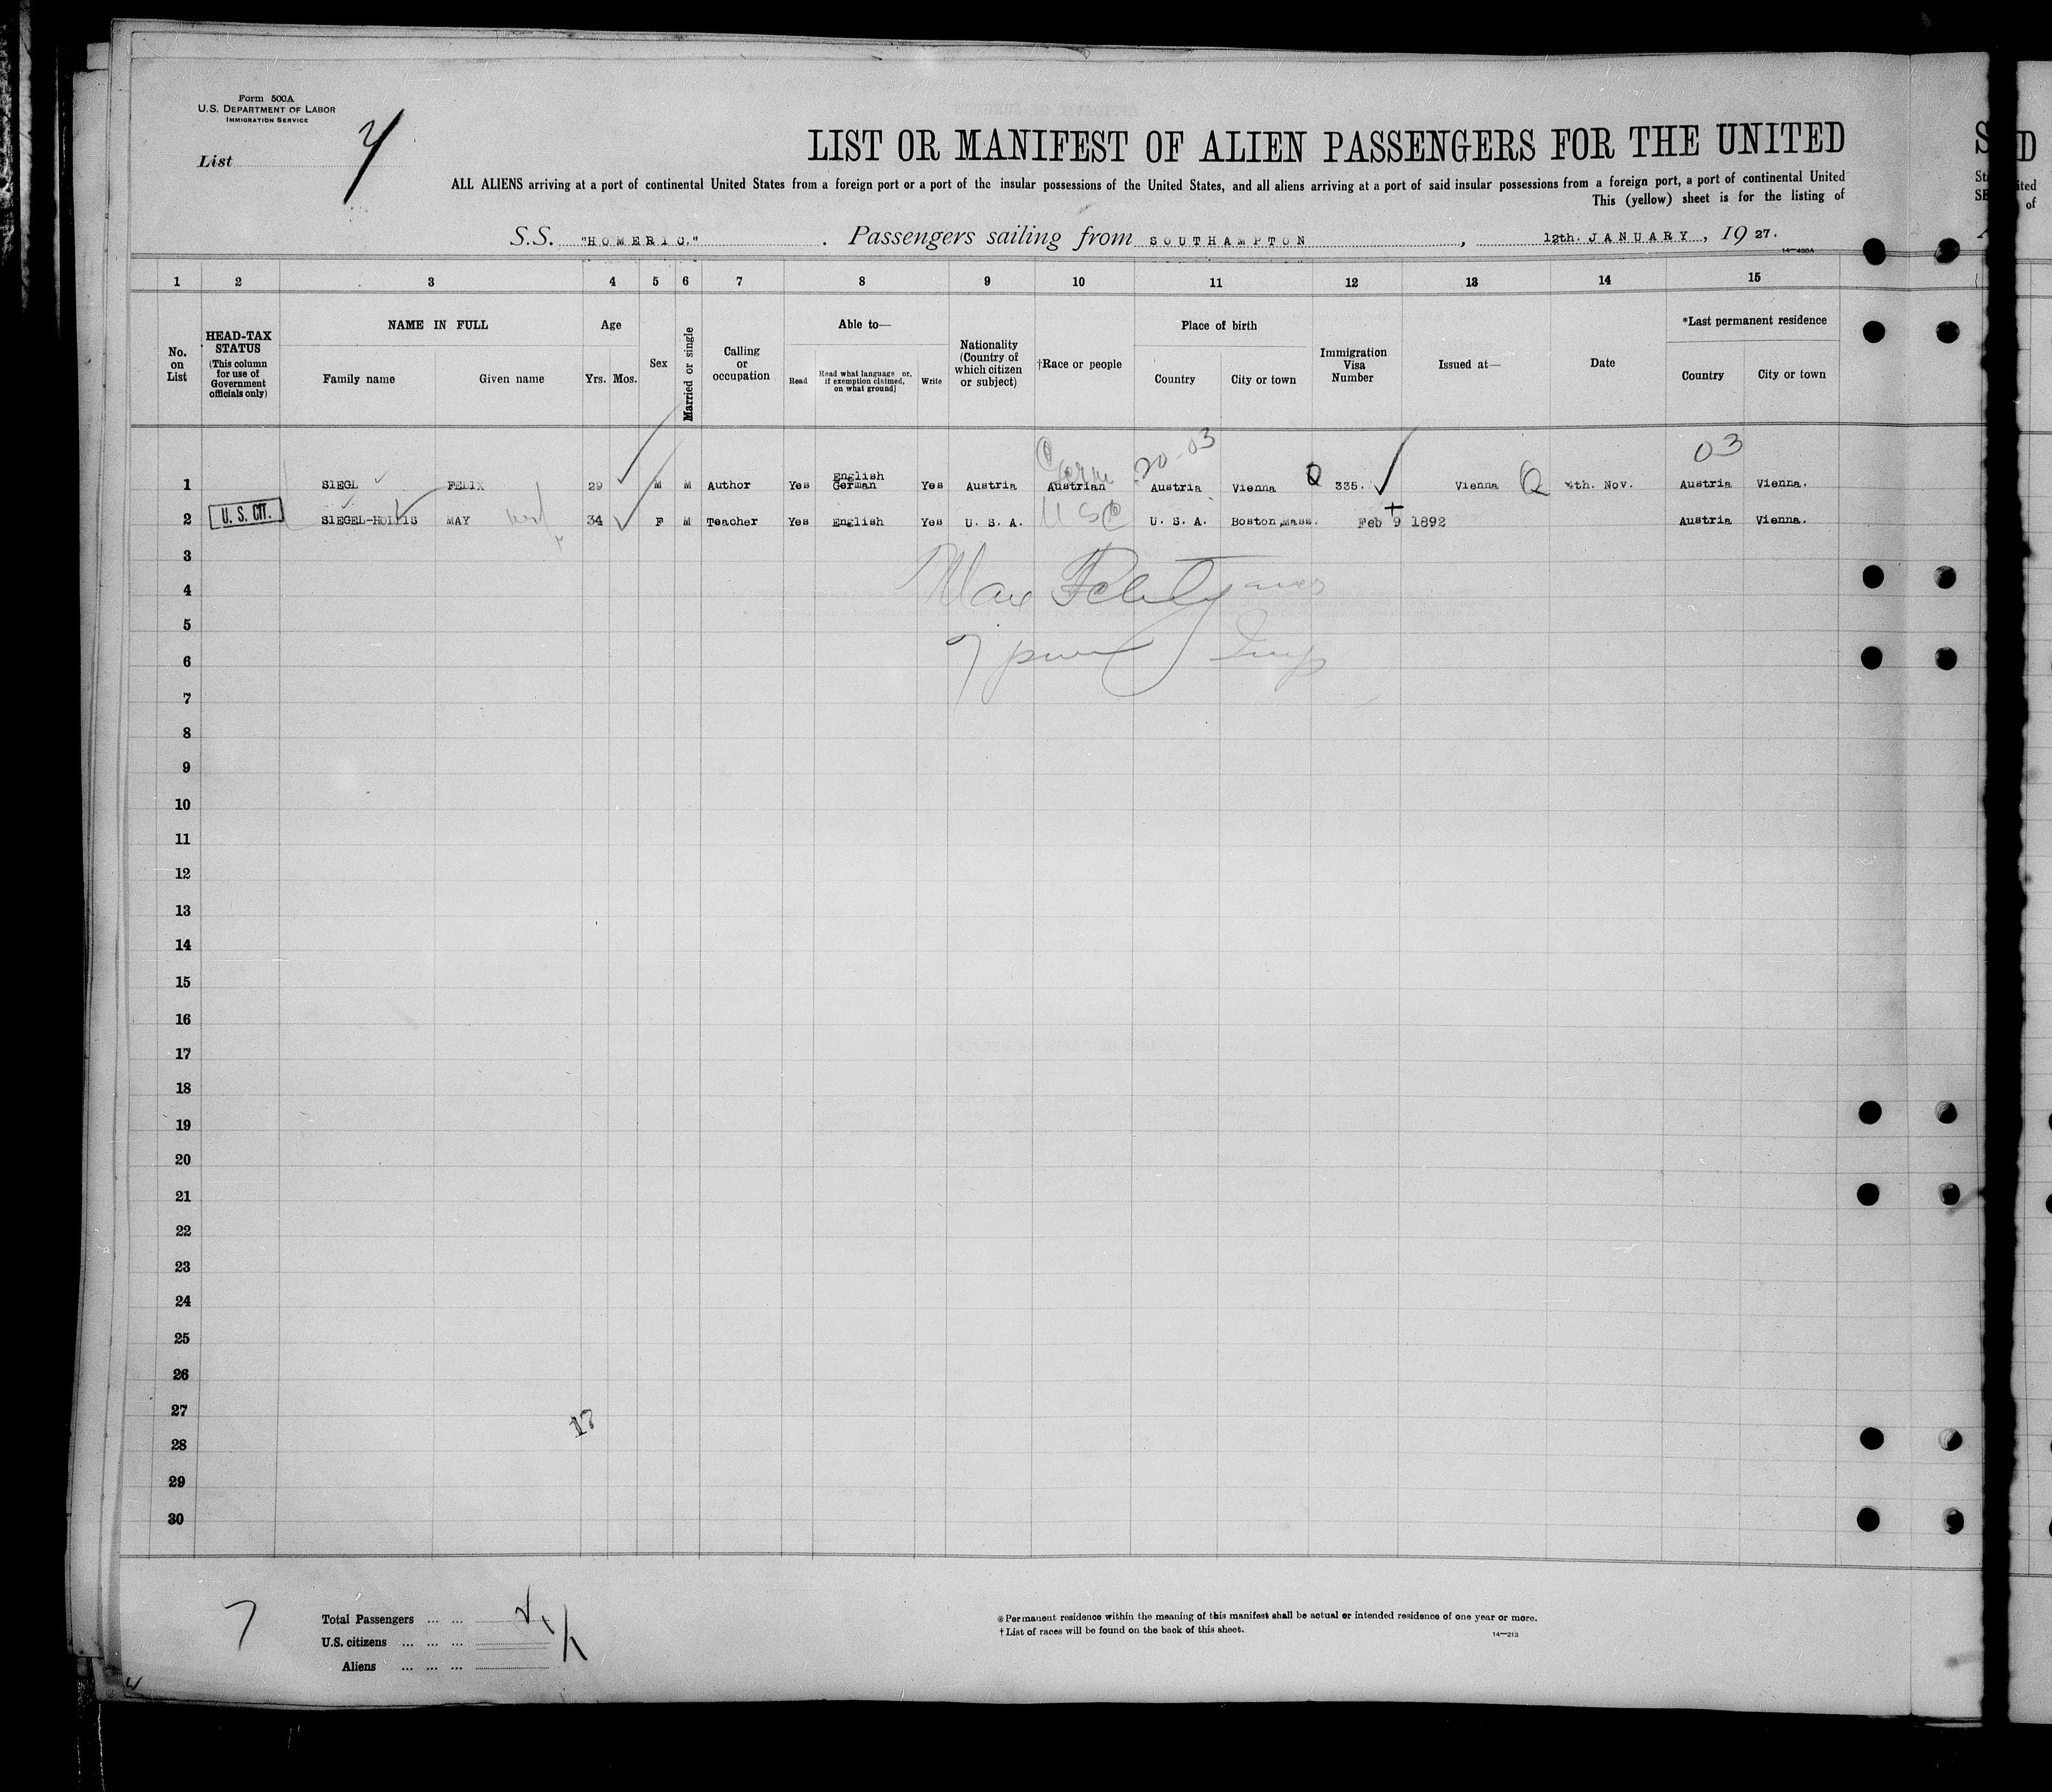 Form 500A
U.S. DEPARTMENT OF LABOR
IMMIGRATION SERVICE
List 7
LIST OR MANIFEST OF ALIEN PASSENGERS FOR THE UNITED
ALL ALIENS arriving at a port of continental United States from a foreign port or a port of the insular possessions of the United States, and all aliens arriving at a port of said insular possessions from a foreign port, a port of continental United
This (yellow) sheet is for the listing of
S.S. "HOMERIC." Passengers sailing from SOUTHAMPTON, 12th. JANUARY, 1927.
14—430A
1 2 3 4 5 6 7 8 9 10 11 12 13 14 15
No. on List
HEAD-TAX STATUS (This column for use of Government officials only)
NAME IN FULL
Family name Given name
Age
Yrs. Mos.
Sex
Married or single
Calling or occupation
Able to—
Read
Read what language or, if exemption claimed, on what ground
Write
Nationality (Country of which citizen or subject)
†Race or people
Place of birth
Country City or town
Immigration Visa Number
Issued at—
Date
*Last permanent residence
Country City or town
20-03 03
1 SIEGL FELIX 29 M M Author Yes English German Yes Austria Austrian Austria Vienna Q 335. Vienna Q 4th. Nov. Austria Vienna.
2 U. S. CIT. SIEGEL-HOLLIS MAY 34 F M Teacher Yes English Yes U. S. A. U S C U. S. A. Boston, Mass. Feb 9 1892 Austria Vienna.
3
4
5
6
7
8
9
10
11
12
13
14
15
16
17
18
19
20
21
22
23
24
25
26
27
17
28
29
30
7
Total Passengers ... ...
U.S. citizens ... ... ...
Aliens ... ... ...
*Permanent residence within the meaning of this manifest shall be actual or intended residence of one year or more.
†List of races will be found on the back of this sheet.
14—213